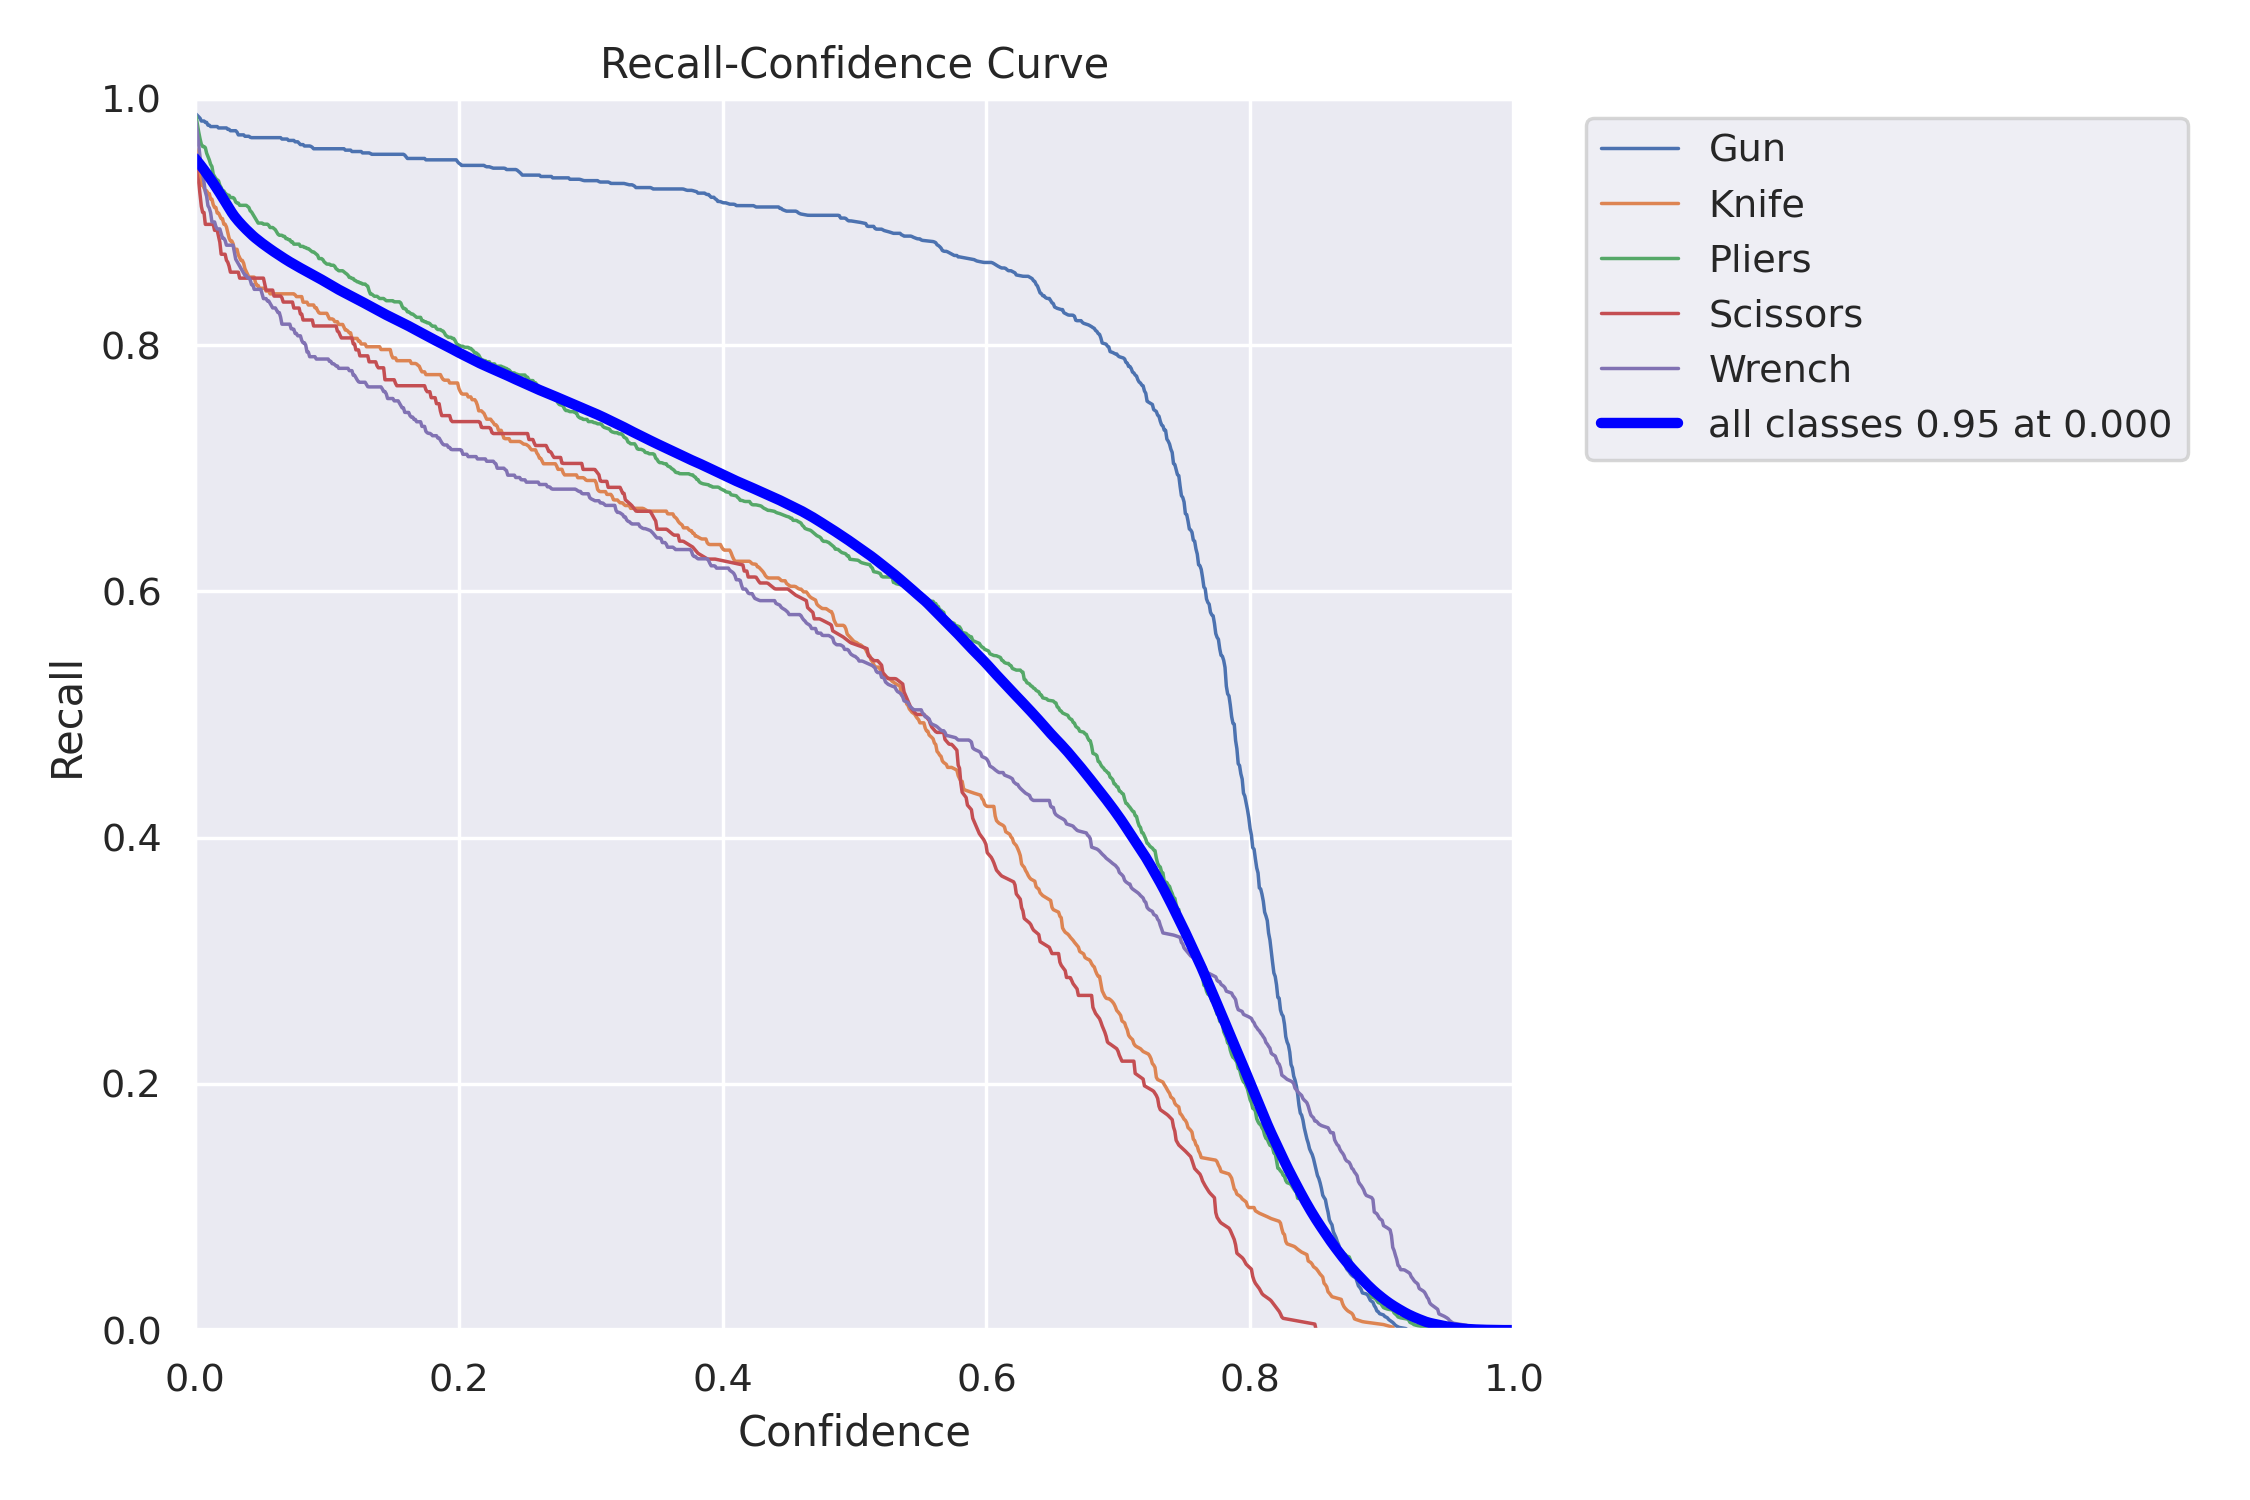 Recall-Confidence Curve
1.0
0.8
0.6
0.4
0.2
0.0
Recall
0.0 0.2 0.4 0.6 0.8 1.0
Confidence
Gun
Knife
Pliers
Scissors
Wrench
all classes 0.95 at 0.000